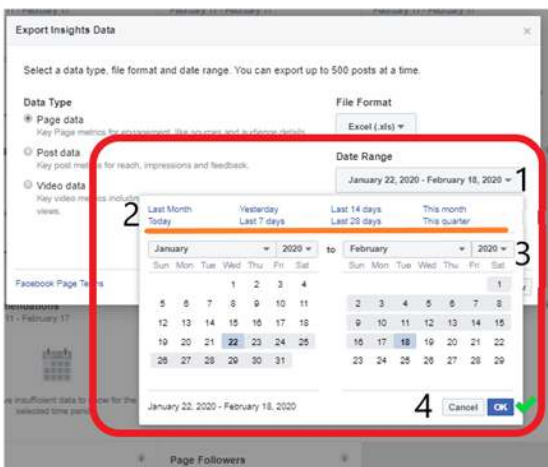 Export Insights Data
Select a data type, file format and date range. You can export up to 500 posts at a time.
Data Type
Page data
Key Page metrics for engagement, like sources and audience details.
Post data
Key post metrics for reach, impressions and feedback.
Video data
Key video metrics
views.
File Format
Excel (.xls)
Date Range
January 22, 2020 - February 18, 2020
1
2
Last Month Yesterday Last 14 days This month
Today Last 7 days Last 28 days This quarter
January 2020 to February 2020
3
Sun Mon Tue Wed Thu Fri Sat
1 2 3 4
5 6 7 8 9 10 11
12 13 14 15 16 17 18
19 20 21 22 23 24 25
26 27 28 29 30 31
Sun Mon Tue Wed Thu Fri Sat
1
2 3 4 5 6 7 8
9 10 11 12 13 14 15
16 17 18 19 20 21 22
23 24 25 26 27 28 29
January 22, 2020 - February 18, 2020
4
Cancel OK
Facebook Page Terms
11 - February 17
selected time
Page Followers